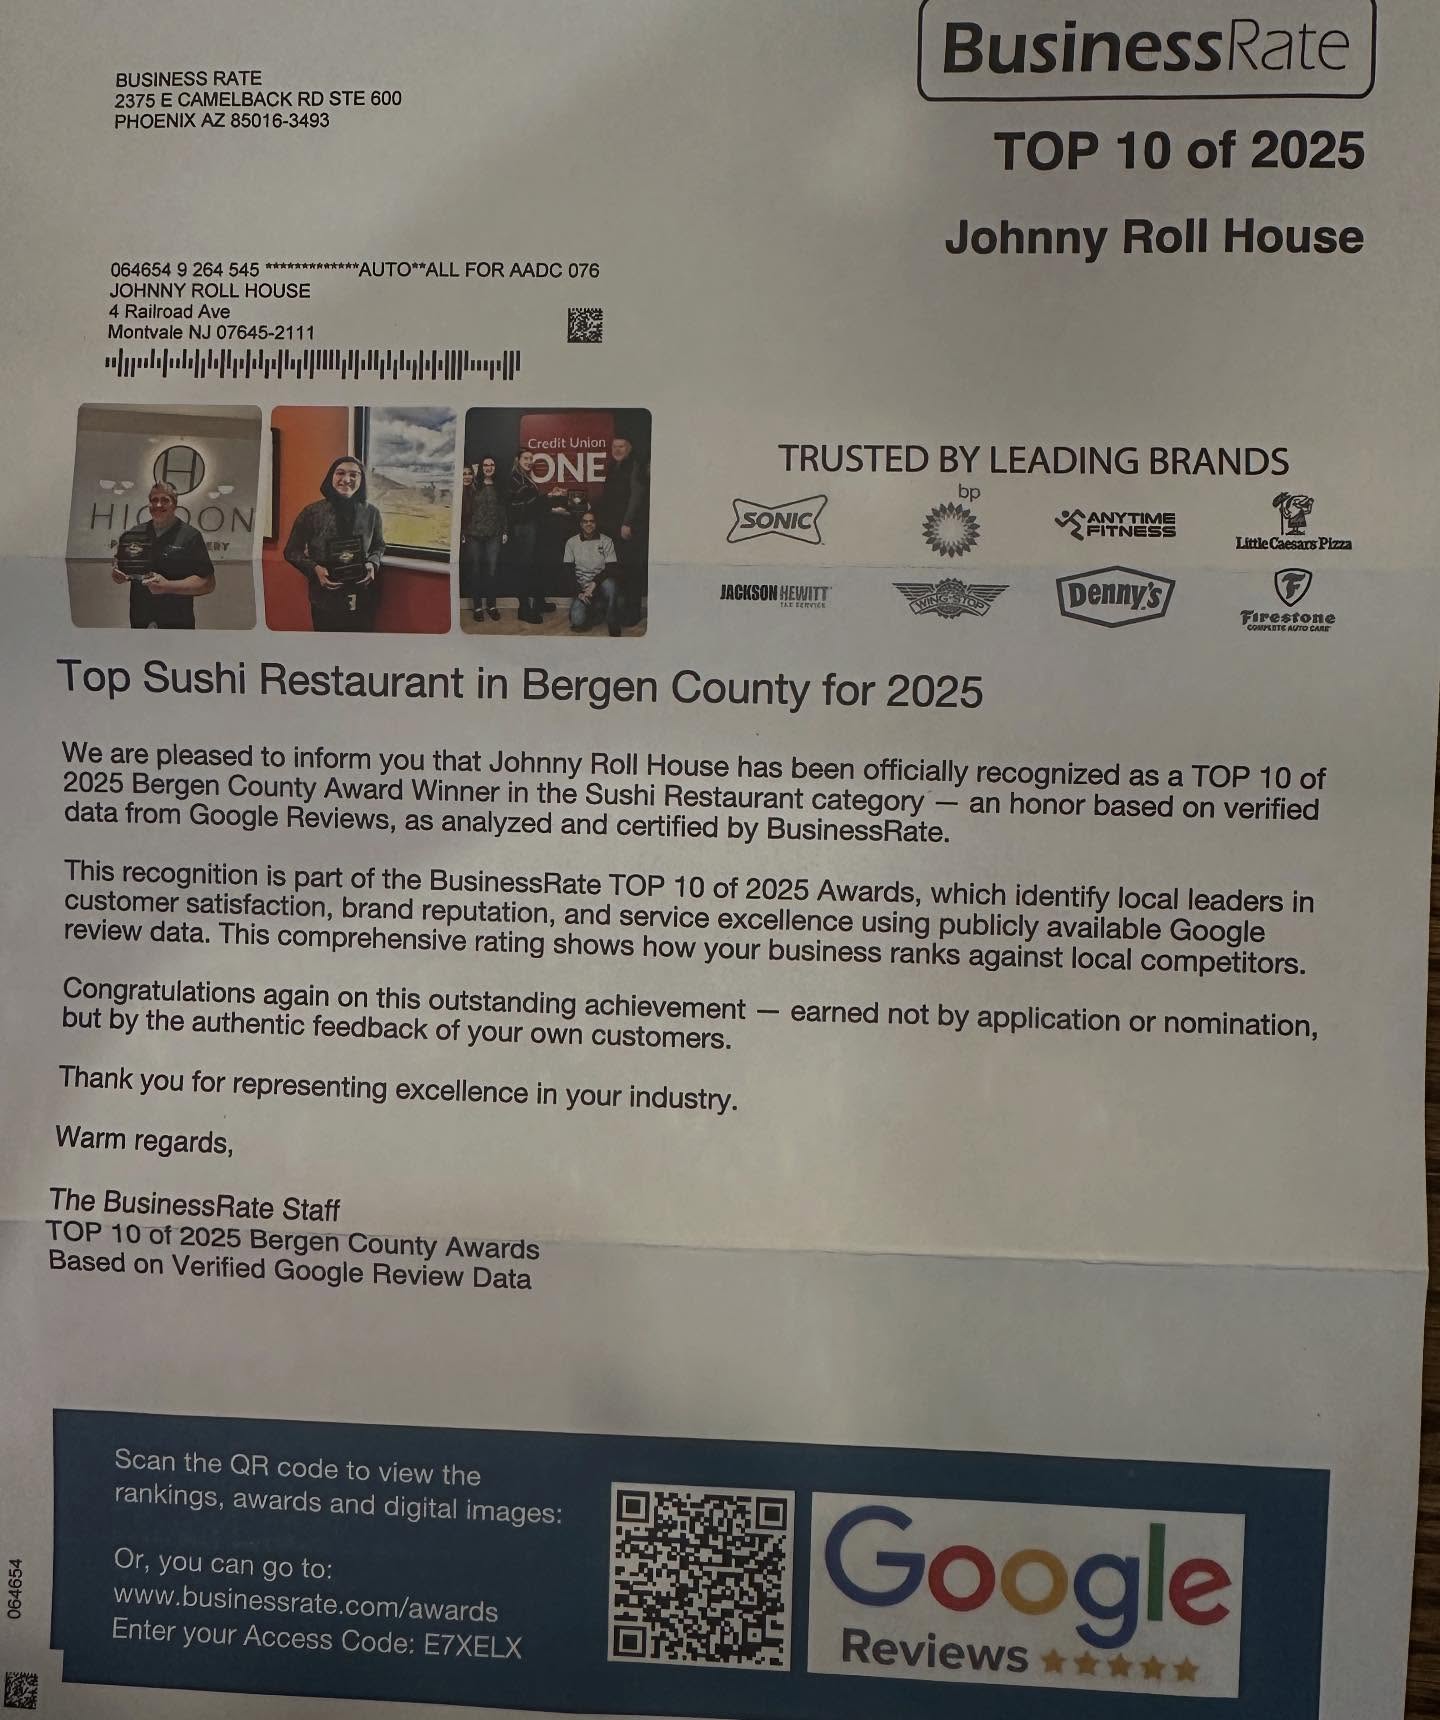 BusinessRate
BUSINESS RATE
2375 E CAMELBACK RD STE 600
PHOENIX AZ 85016-3493
TOP 10 of 2025
Johnny Roll House
064654 9 264 545 *************AUTO**ALL FOR AADC 076
JOHNNY ROLL HOUSE
4 Railroad Ave
Montvale NJ 07645-2111
H
Credit Union
ONE
TRUSTED BY LEADING BRANDS
SONIC
bp
ANYTIME
FITNESS
Little Caesars Pizza
JACKSON HEWITT
TAX SERVICE
WING-STOP
Denny's
F
Firestone
COMPLETE AUTO CARE
Top Sushi Restaurant in Bergen County for 2025
We are pleased to inform you that Johnny Roll House has been officially recognized as a TOP 10 of
2025 Bergen County Award Winner in the Sushi Restaurant category — an honor based on verified
data from Google Reviews, as analyzed and certified by BusinessRate.
This recognition is part of the BusinessRate TOP 10 of 2025 Awards, which identify local leaders in
customer satisfaction, brand reputation, and service excellence using publicly available Google
review data. This comprehensive rating shows how your business ranks against local competitors.
Congratulations again on this outstanding achievement — earned not by application or nomination,
but by the authentic feedback of your own customers.
Thank you for representing excellence in your industry.
Warm regards,
The BusinessRate Staff
TOP 10 of 2025 Bergen County Awards
Based on Verified Google Review Data
Scan the QR code to view the
rankings, awards and digital images:
Or, you can go to:
www.businessrate.com/awards
Enter your Access Code: E7XELX
Google
Reviews
064654